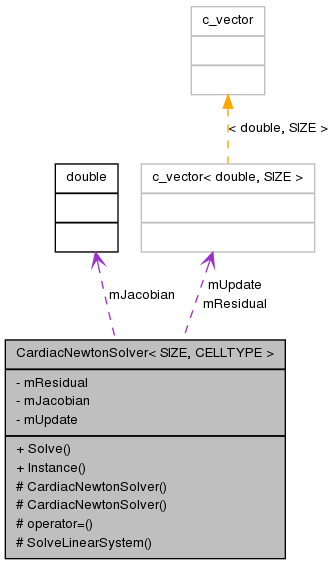 c_vector
< double, SIZE >
double
c_vector< double, SIZE >
mJacobian
mUpdate
mResidual
CardiacNewtonSolver< SIZE, CELLTYPE >
- mResidual
- mJacobian
- mUpdate
+ Solve()
+ Instance()
# CardiacNewtonSolver()
# CardiacNewtonSolver()
# operator=()
# SolveLinearSystem()